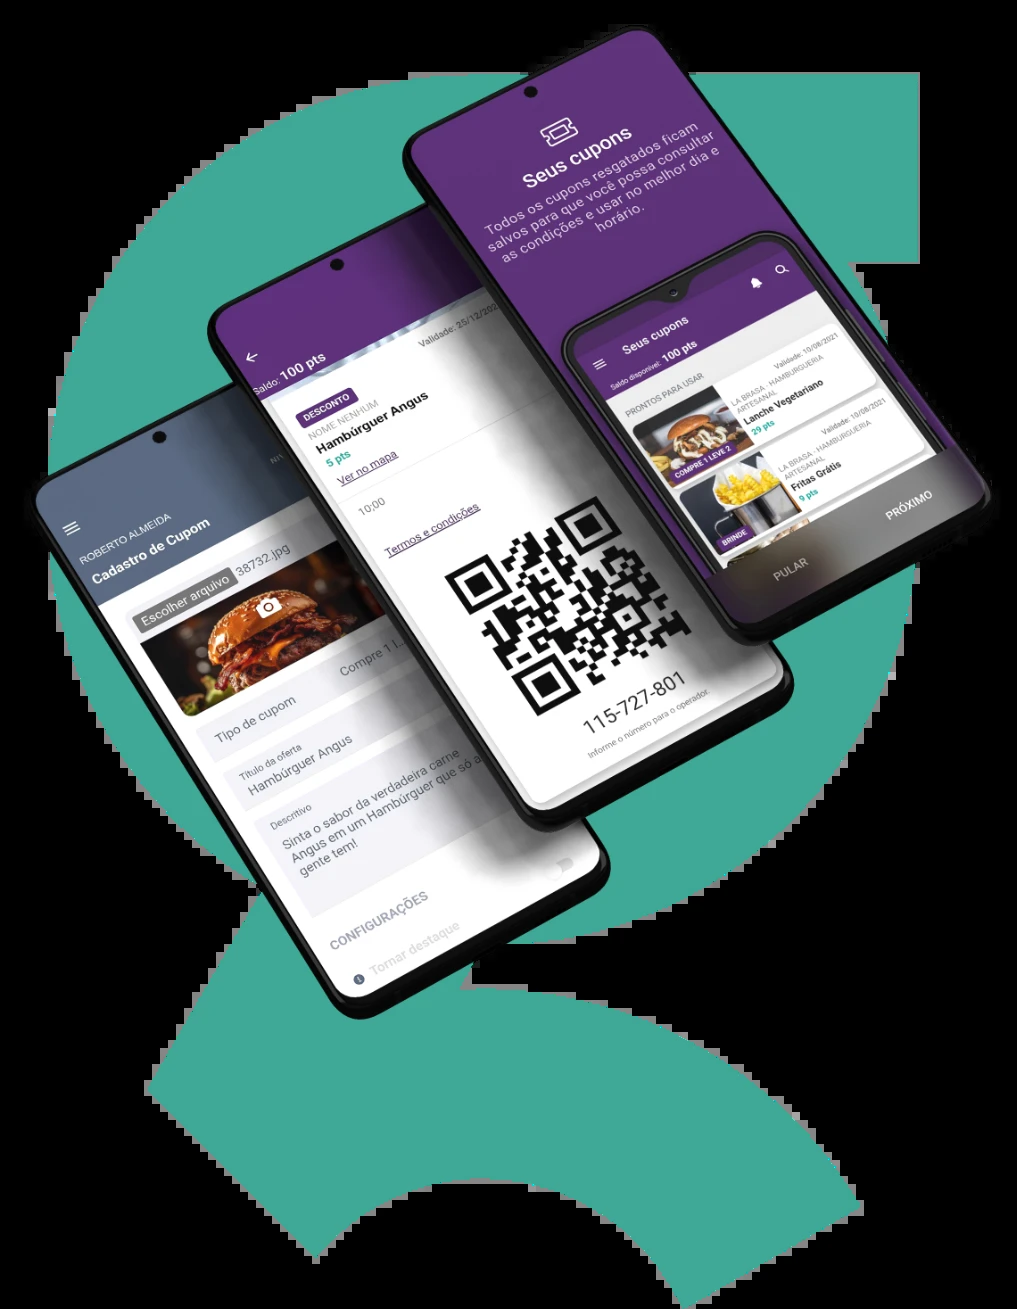 Seus cupons
Todos os cupons resgatados ficam
salvos para que você possa consultar
as condições e usar no melhor dia e
horário.
Seus cupons
Saldo disponível: 100 pts
PRONTOS PARA USAR
Validade: 10/08/2021
LA BRASA - HAMBURGUERIA
ARTESANAL
Lanche Vegetariano
29 pts
COMPRE 1 LEVE 2
Validade: 10/08/2021
LA BRASA - HAMBURGUERIA
ARTESANAL
Fritas Grátis
9 pts
BRINDE
PULAR
PRÓXIMO
Saldo: 100 pts
Validade: 25/12/202
DESCONTO
NOME NENHUM
Hambúrguer Angus
5 pts
Ver no mapa
10:00
Termos e condições
115-727-801
Informe o número para o operador.
ROBERTO ALMEIDA
Cadastro de Cupom
Escolher arquivo 38732.jpg
Tipo de cupom
Compre 1 l...
Título da oferta
Hambúrguer Angus
Descritivo
Sinta o sabor da verdadeira carne
Angus em um Hambúrguer que só a
gente tem!
CONFIGURAÇÕES
Tornar destaque